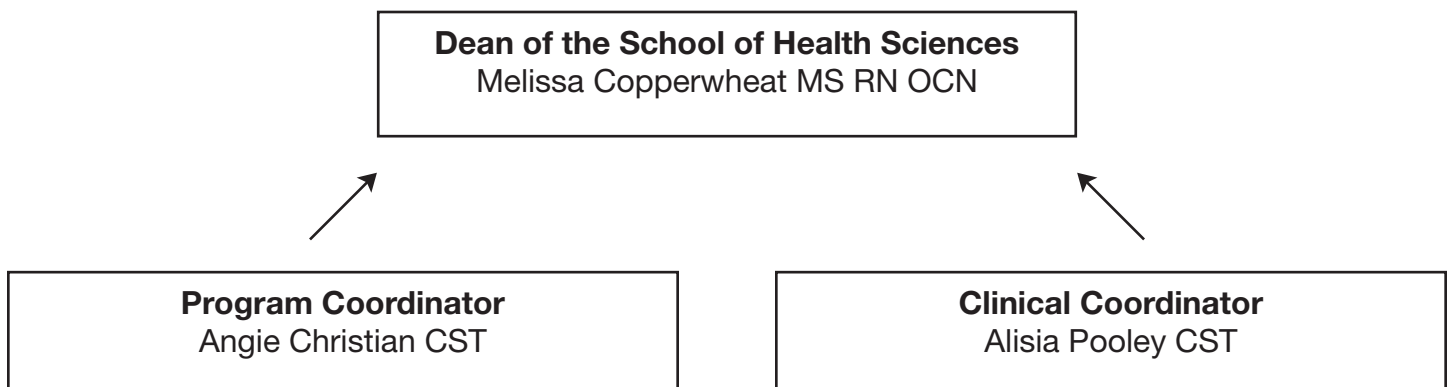 Dean of the School of Health Sciences
Melissa Copperwheat MS RN OCN
Program Coordinator
Angie Christian CST
Clinical Coordinator
Alisia Pooley CST